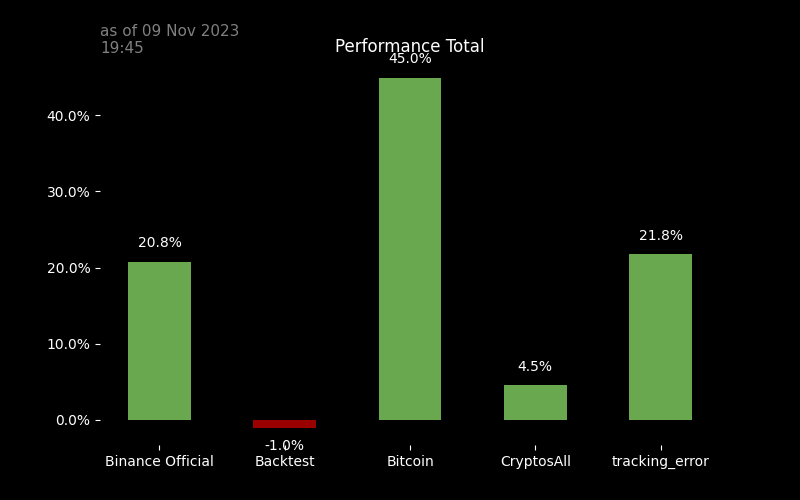 as of 09 Nov 2023
19:45
Performance Total
45.0%
40.0%
30.0%
21.8%
20.8%
20.0%
10.0%
4.5%
0.0%
-1.0%
Binance Official
Backtest
Bitcoin
CryptosAll
tracking_error